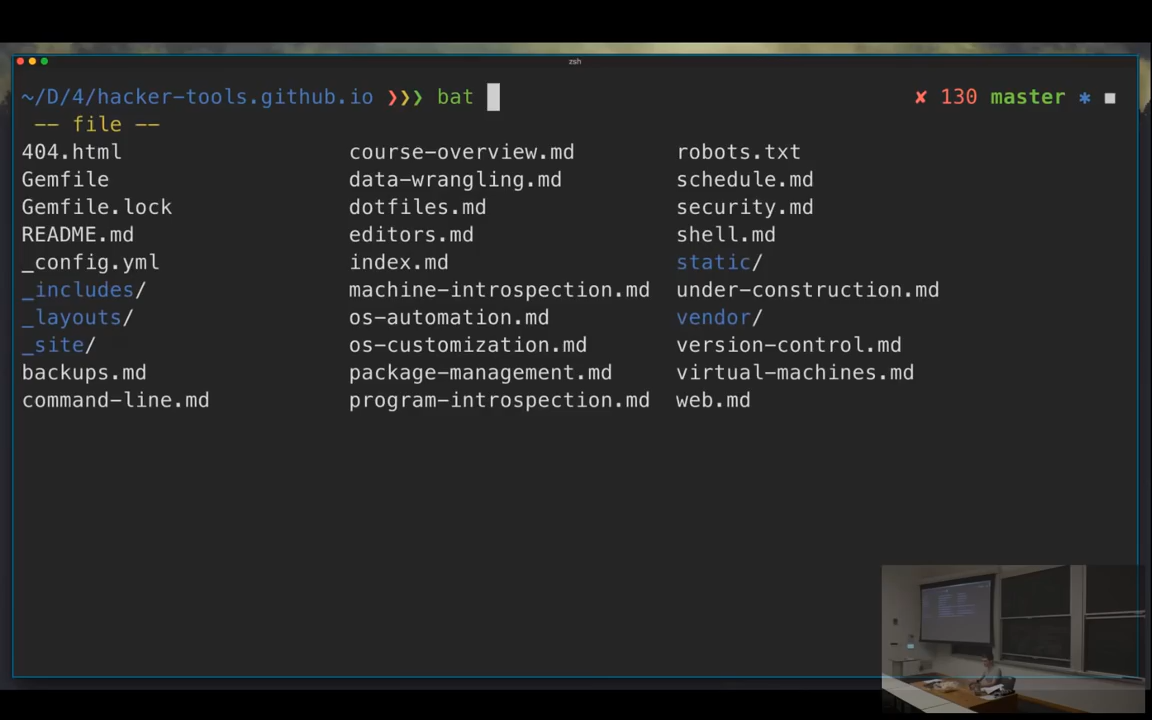 zsh
~/D/4/hacker-tools.github.io ❯❯❯ bat ✘ 130 master ✱ ◼
-- file --
404.html course-overview.md robots.txt
Gemfile data-wrangling.md schedule.md
Gemfile.lock dotfiles.md security.md
README.md editors.md shell.md
_config.yml index.md static/
_includes/ machine-introspection.md under-construction.md
_layouts/ os-automation.md vendor/
_site/ os-customization.md version-control.md
backups.md package-management.md virtual-machines.md
command-line.md program-introspection.md web.md